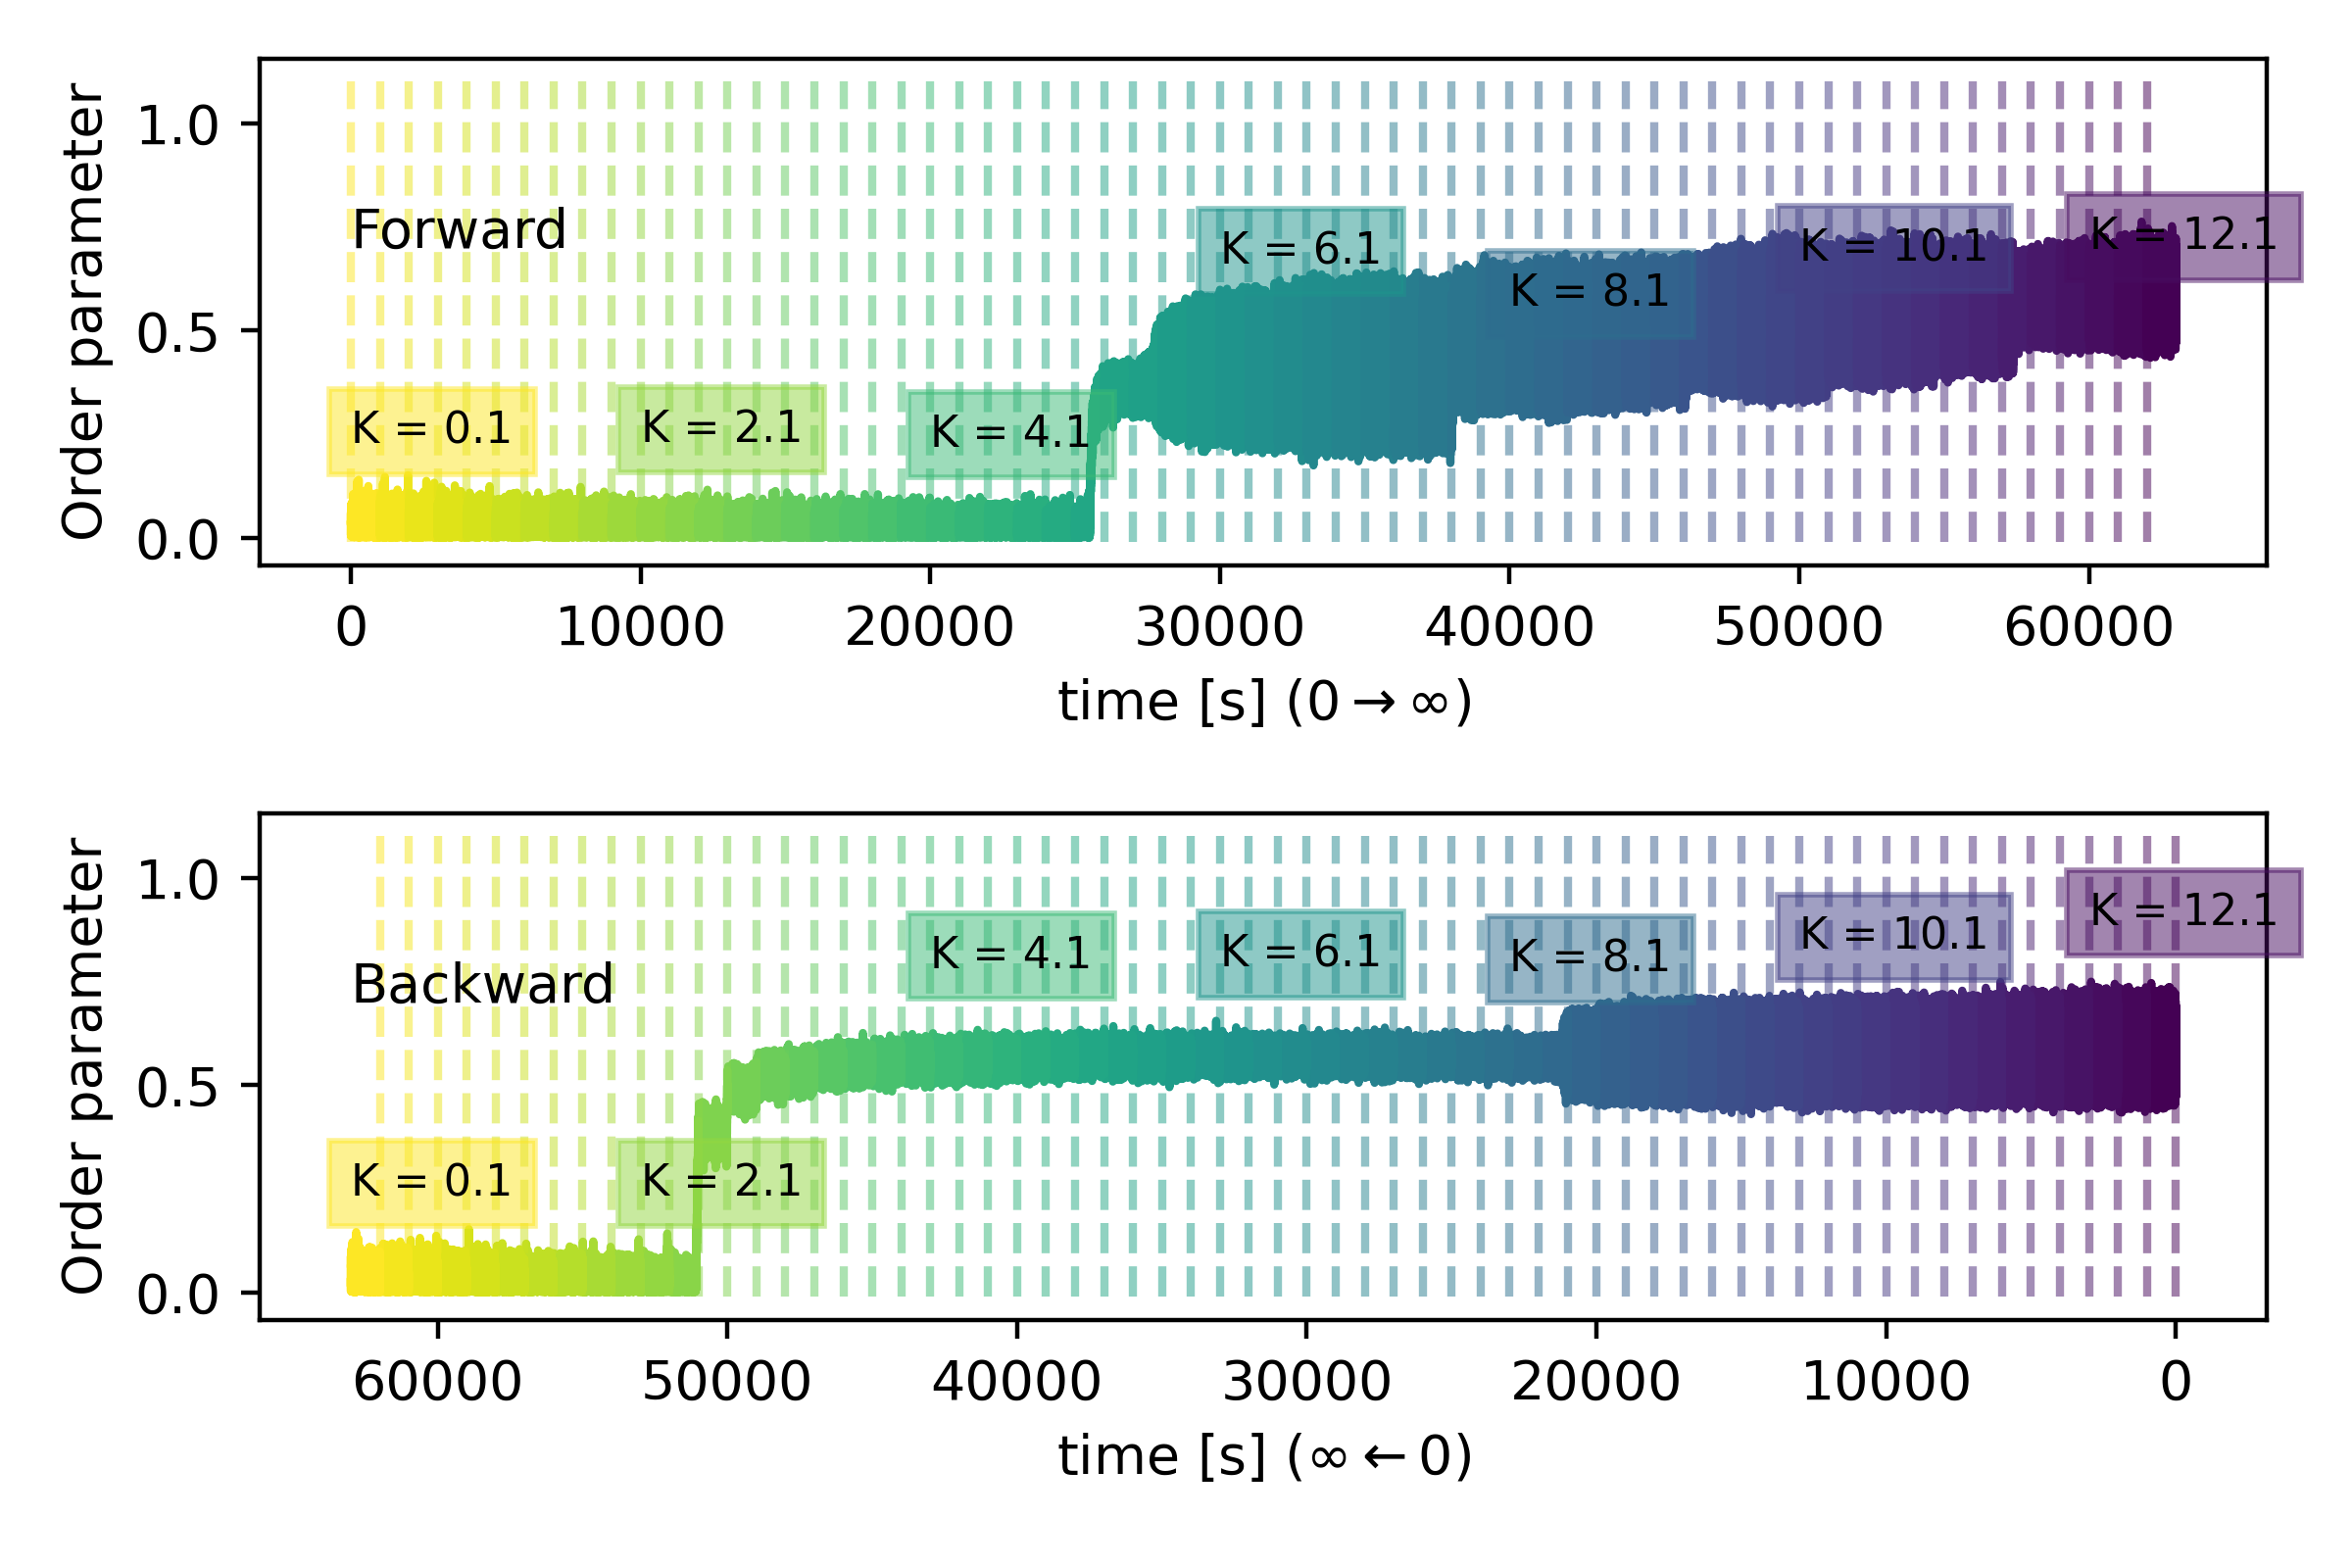 Order parameter
1.0
0.5
0.0
Forward
K = 0.1
K = 2.1
K = 4.1
K = 6.1
K = 8.1
K = 10.1
K = 12.1
0 10000 20000 30000 40000 50000 60000
time [s] (0 → ∞)
Order parameter
1.0
0.5
0.0
Backward
K = 0.1
K = 2.1
K = 4.1
K = 6.1
K = 8.1
K = 10.1
K = 12.1
60000 50000 40000 30000 20000 10000 0
time [s] (∞ ← 0)